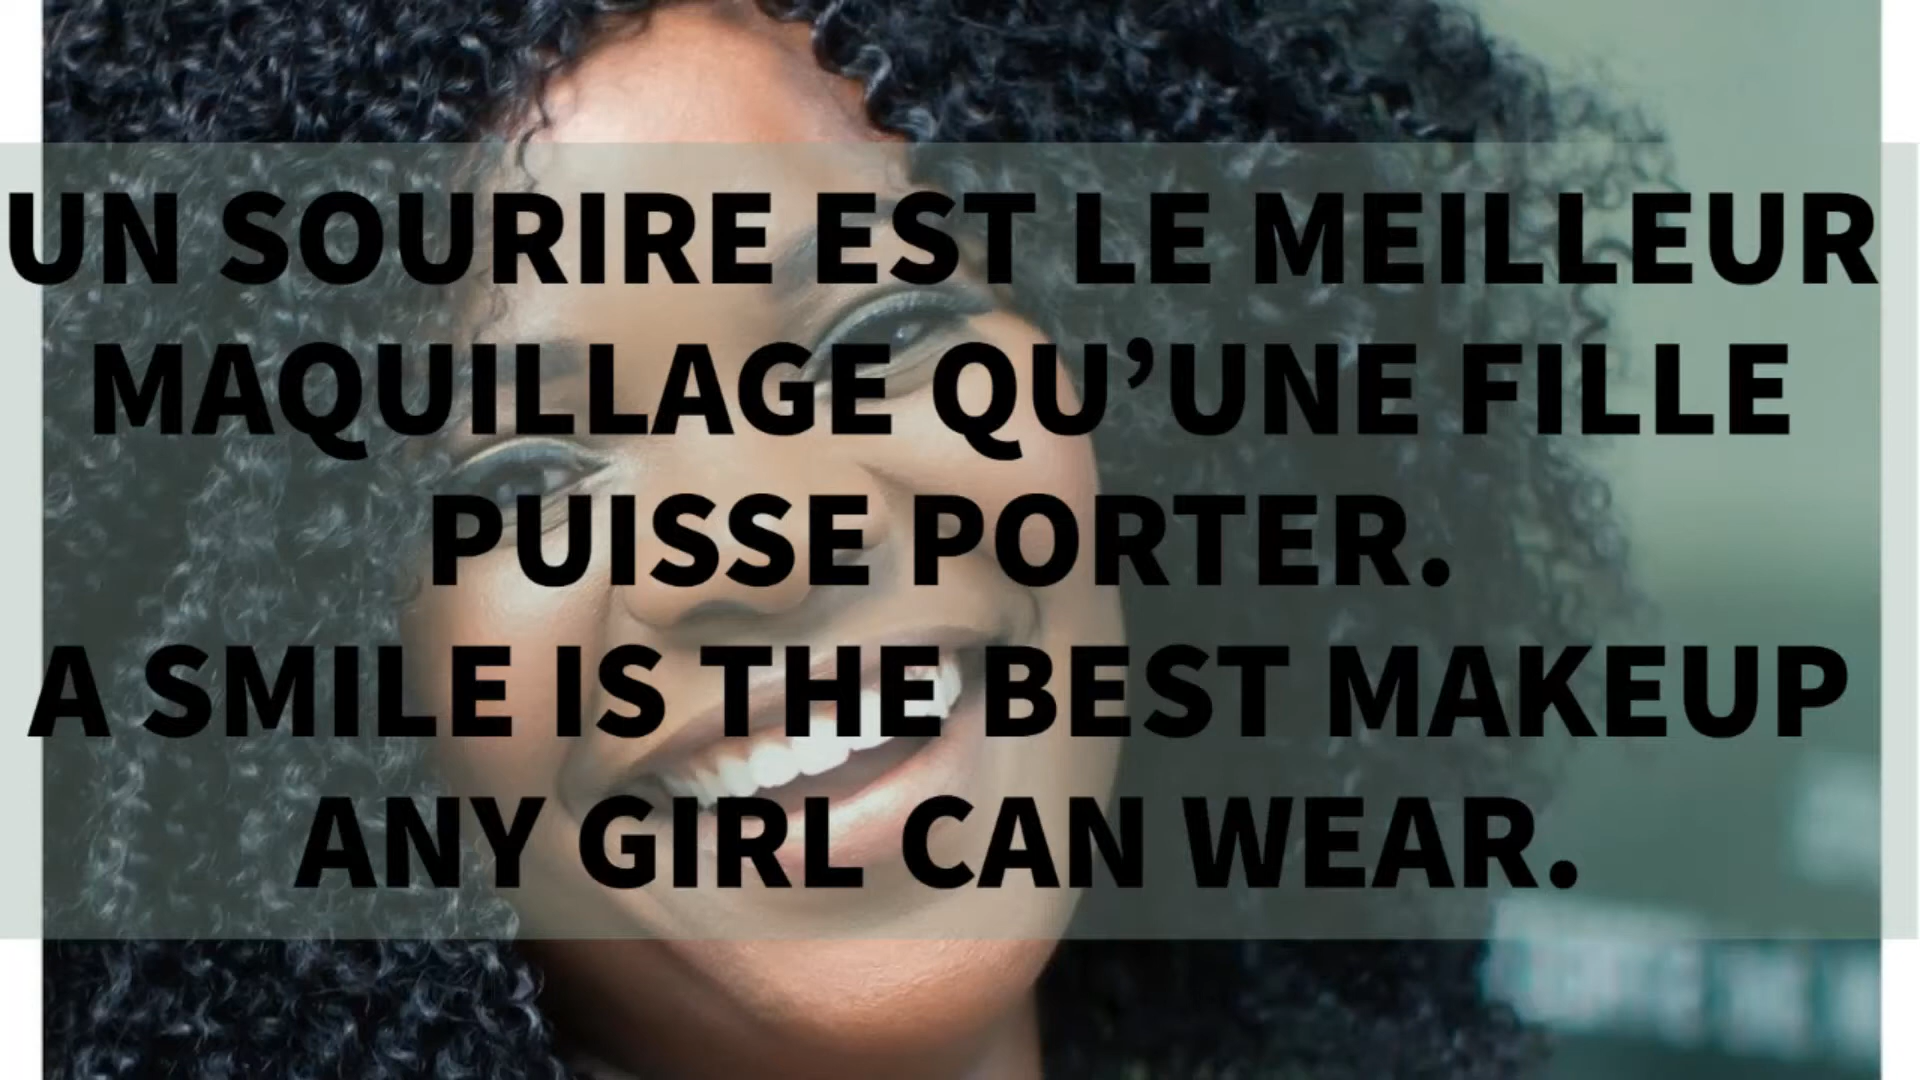 UN SOURIRE EST LE MEILLEUR
MAQUILLAGE QU’UNE FILLE
PUISSE PORTER.
A SMILE IS THE BEST MAKEUP
ANY GIRL CAN WEAR.